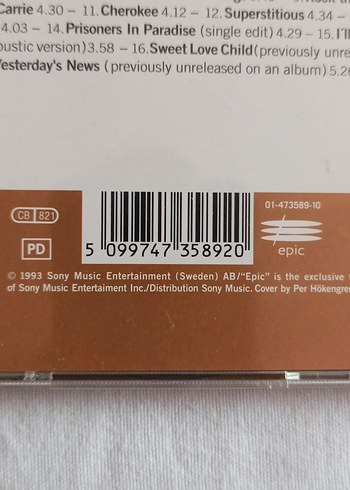 Carrie 4.30 – 11. Cherokee 4.12 – 12. Superstitious 4.34 –
4.03 – 14. Prisoners In Paradise (single edit) 4.29 – 15. I'll
oustic version) 3.58 – 16. Sweet Love Child (previously unre
Yesterday's News (previously unreleased on an album) 5.2
CB 821
PD
5 099747 358920
01-473589-10
epic
© 1993 Sony Music Entertainment (Sweden) AB/"Epic" is the exclusive
of Sony Music Entertaiment Inc./Distribution Sony Music. Cover by Per Hökengre